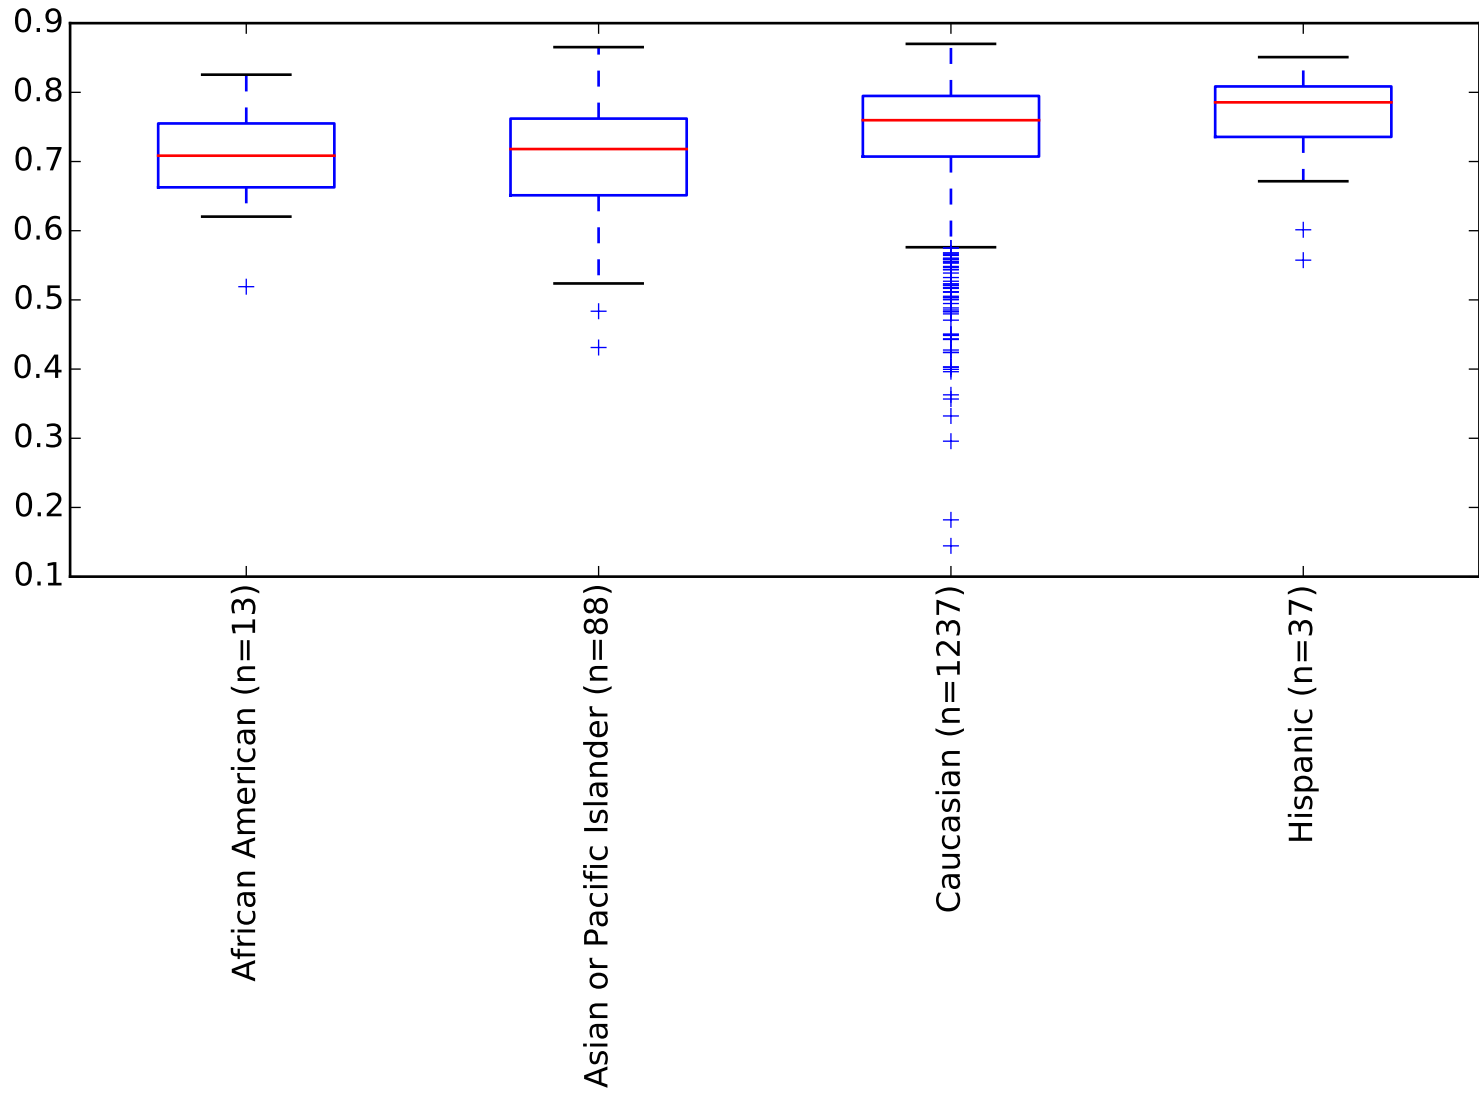 0.9
0.8
0.7
0.6
0.5
0.4
0.3
0.2
0.1
African American (n=13)
Asian or Pacific Islander (n=88)
Caucasian (n=1237)
Hispanic (n=37)